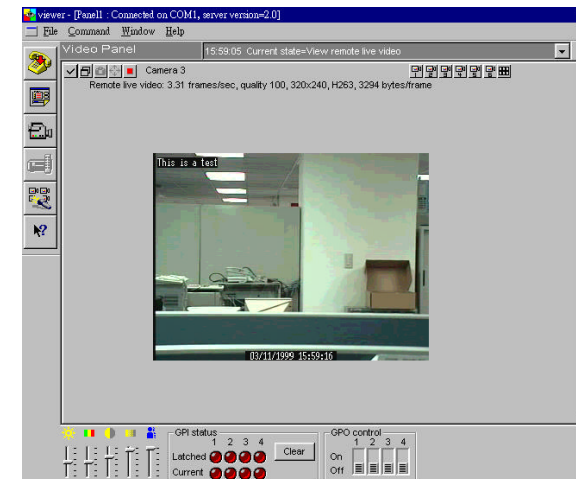 viewer - [Panel1 : Connected on COM1, server version=2.0]
File Command Window Help
Video Panel
15:59:05 Current state=View remote live video
Camera 3
Remote live video: 3.31 frames/sec, quality 100, 320x240, H263, 3294 bytes/frame
This is a test
03/11/1999 15:59:16
GPI status
1 2 3 4
Latched
Current
Clear
GPO control
1 2 3 4
On
Off